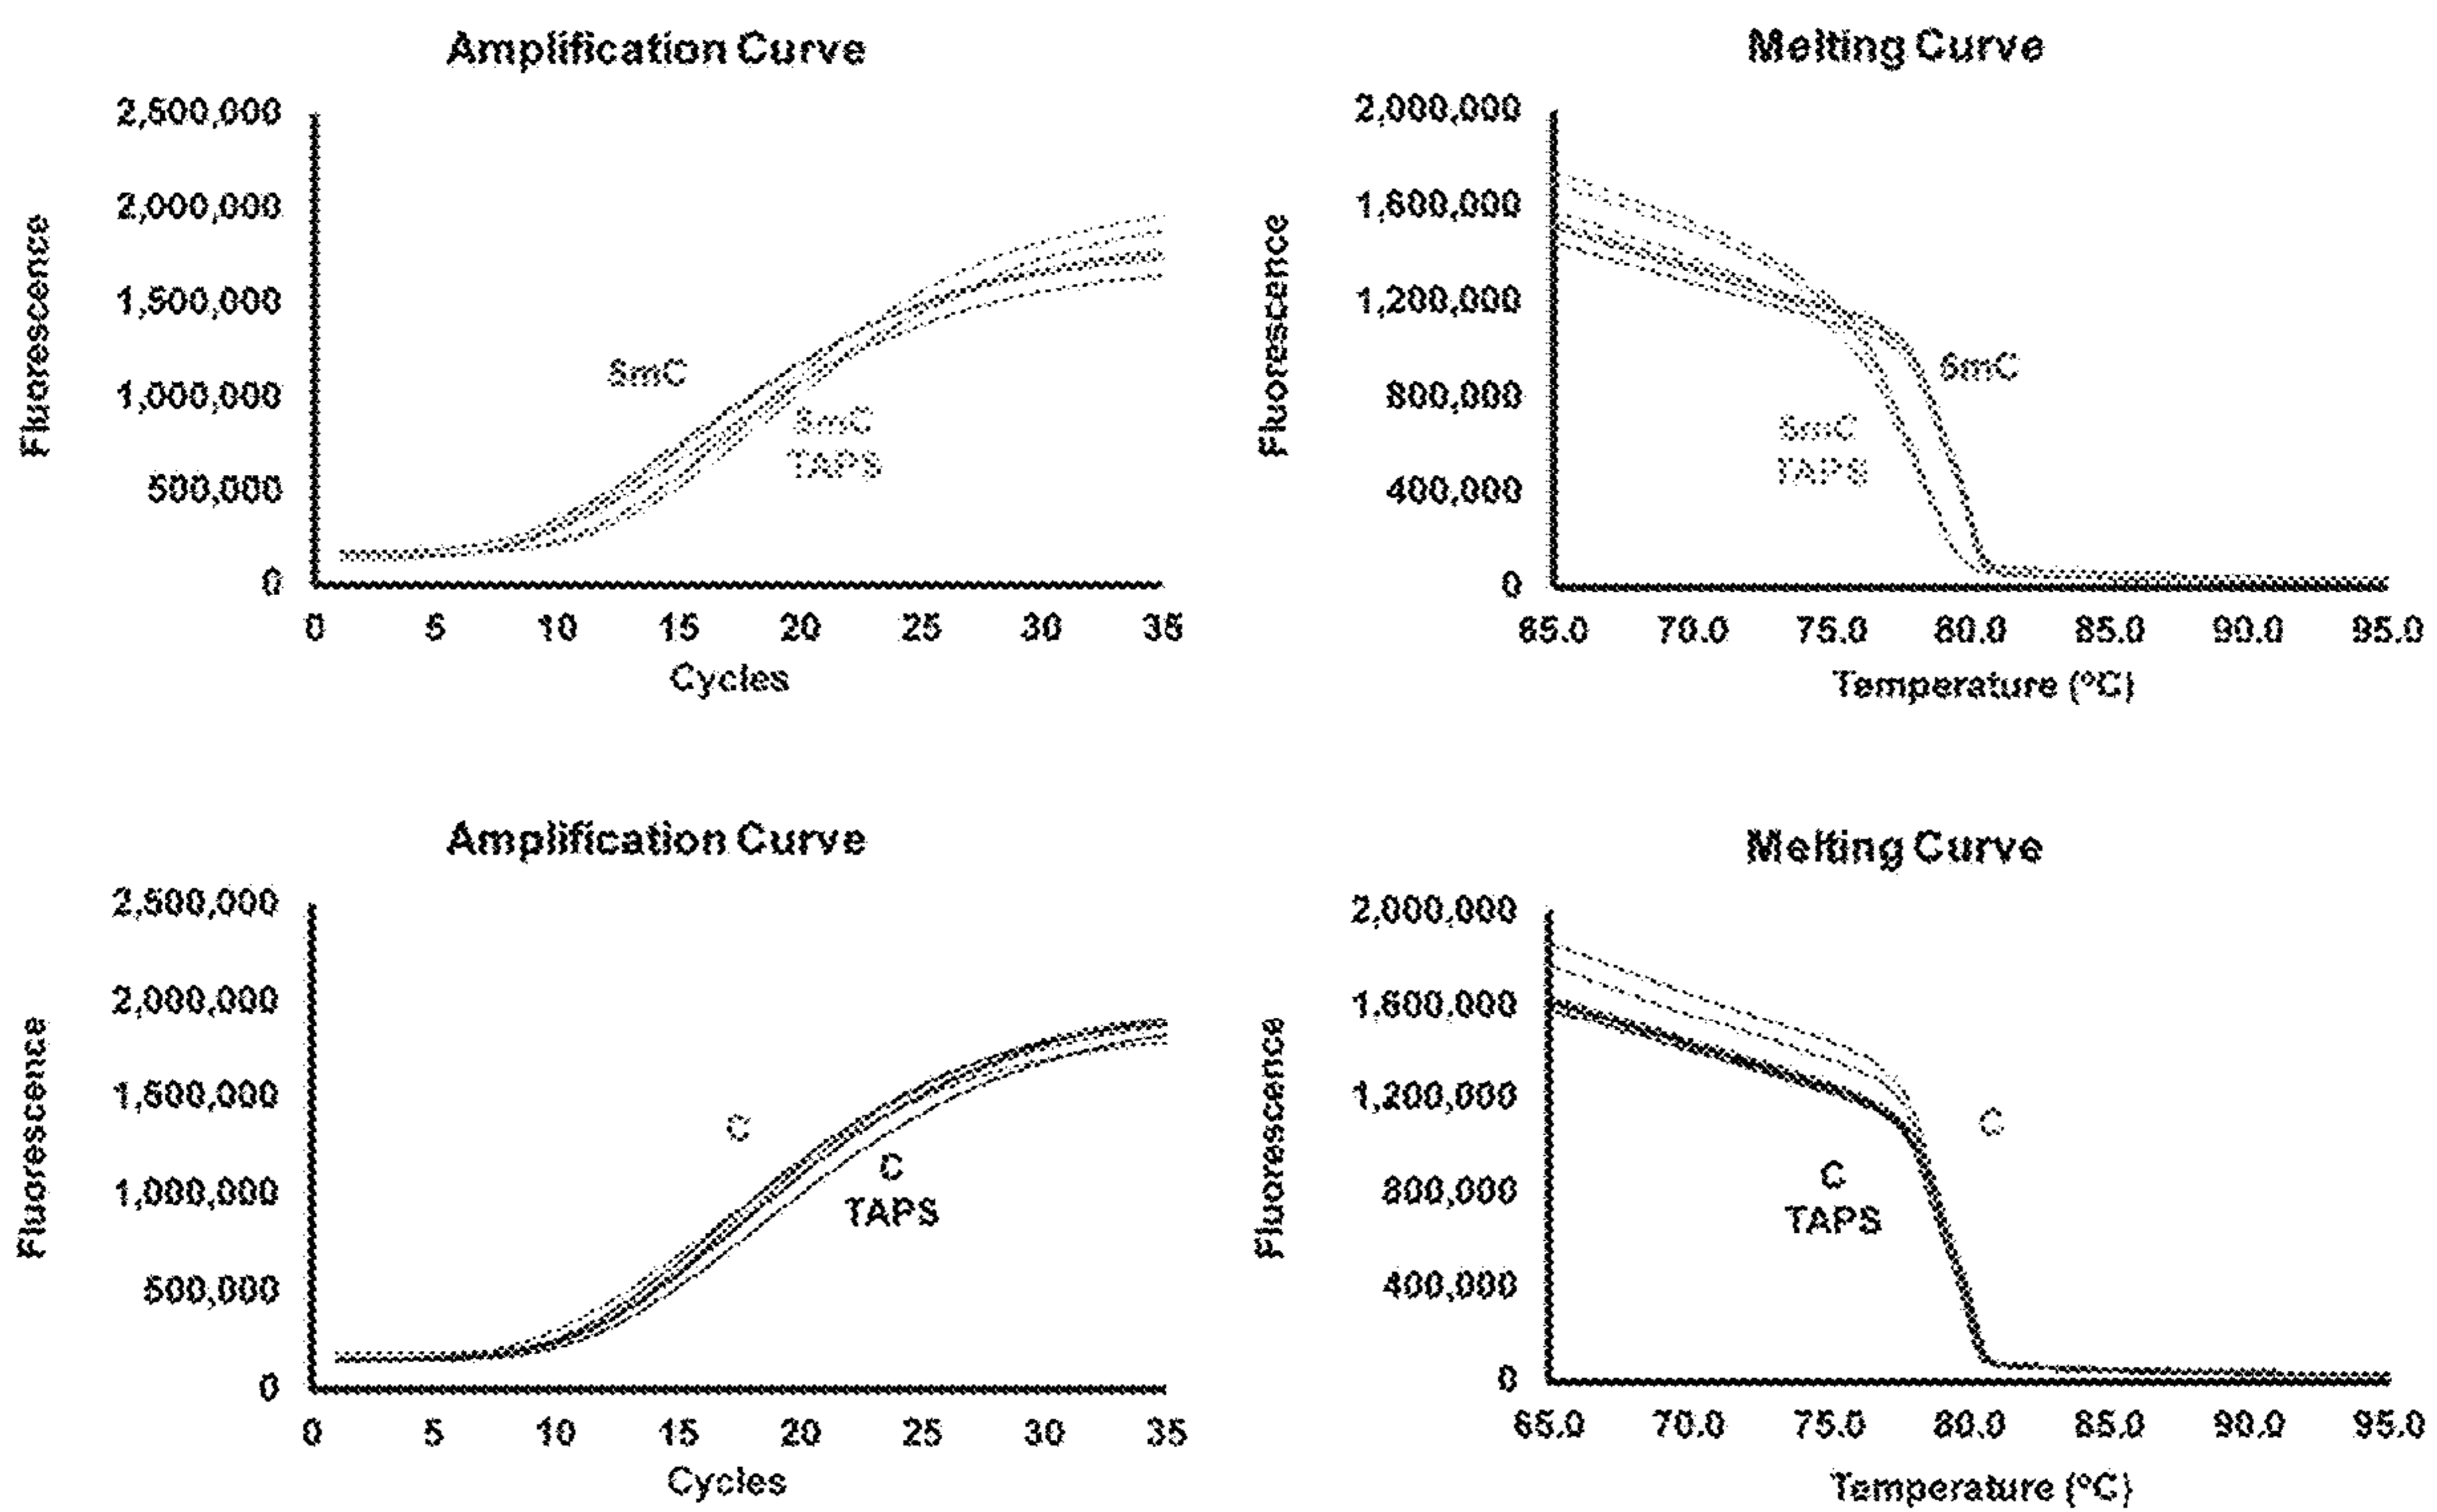 Amplification Curve
Fluorescence
2,500,000
2,000,000
1,500,000
1,000,000
500,000
0
5mC
5mC
TAPS
0 5 10 15 20 25 30 35
Cycles
Melting Curve
Fluorescence
2,000,000
1,600,000
1,200,000
800,000
400,000
0
5mC
5mC
TAPS
65.0 70.0 75.0 80.0 85.0 90.0 95.0
Temperature (ºC)
Amplification Curve
Fluorescence
2,500,000
2,000,000
1,500,000
1,000,000
500,000
0
C
C
TAPS
0 5 10 15 20 25 30 35
Cycles
Melting Curve
Fluorescence
2,000,000
1,600,000
1,200,000
800,000
400,000
0
C
C
TAPS
65.0 70.0 75.0 80.0 85.0 90.0 95.0
Temperature (ºC)